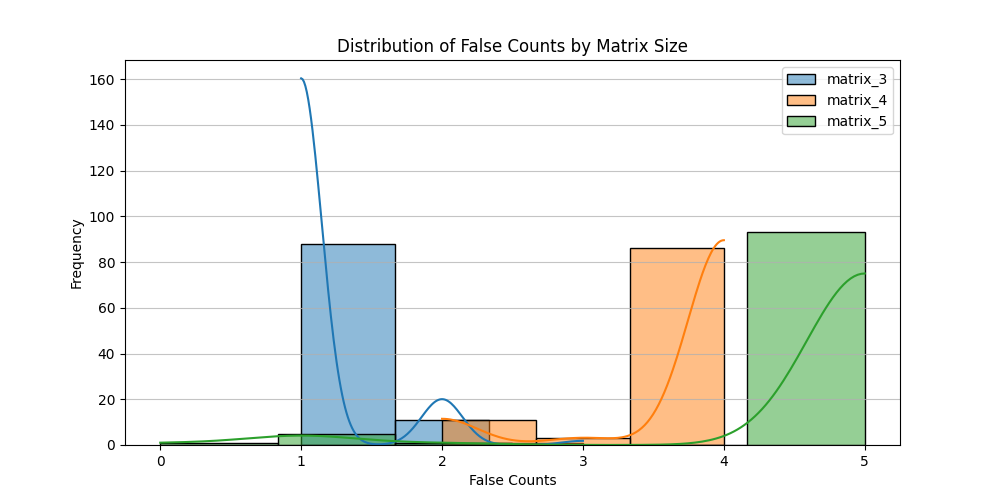 Distribution of False Counts by Matrix Size
matrix_3
matrix_4
matrix_5
Frequency
160
140
120
100
80
60
40
20
0
0 1 2 3 4 5
False Counts